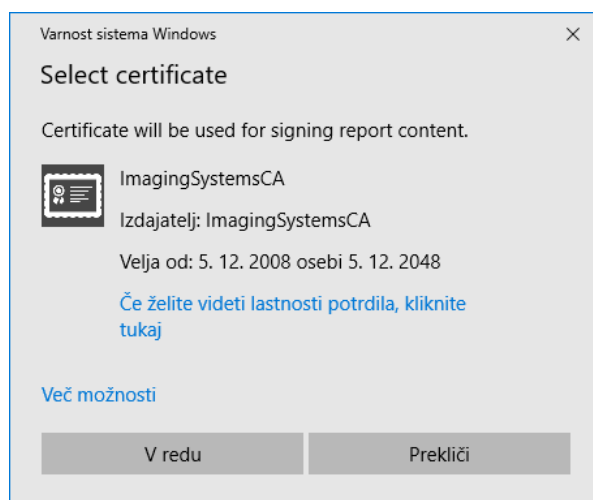 Varnost sistema Windows
Select certificate
Certificate will be used for signing report content.
ImagingSystemsCA
Izdajatelj: ImagingSystemsCA
Velja od: 5. 12. 2008 osebi 5. 12. 2048
Če želite videti lastnosti potrdila, kliknite
tukaj
Več možnosti
V redu
Prekliči